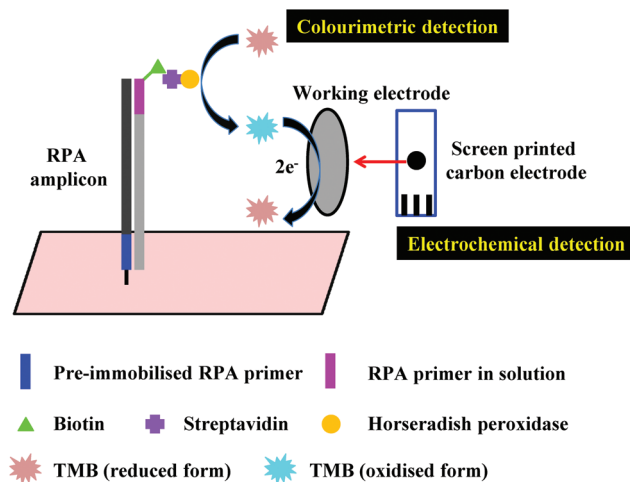 Colourimetric detection
Working electrode
RPA
amplicon
2e-
Screen printed
carbon electrode
Electrochemical detection
Pre-immobilised RPA primer
RPA primer in solution
Biotin
Streptavidin
Horseradish peroxidase
TMB (reduced form)
TMB (oxidised form)